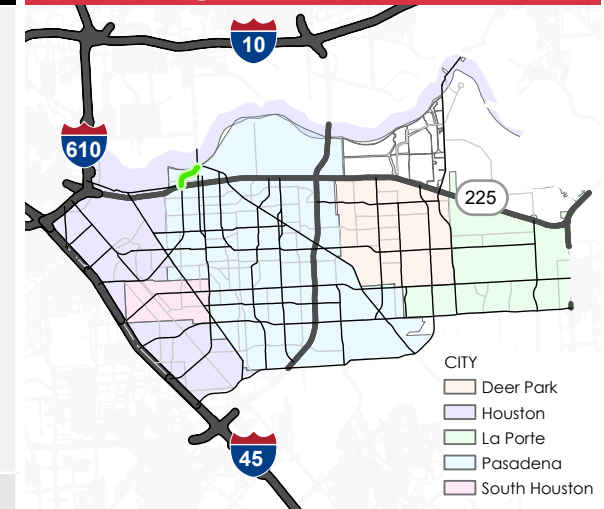 10
610
225
CITY
Deer Park
Houston
La Porte
Pasadena
South Houston
45